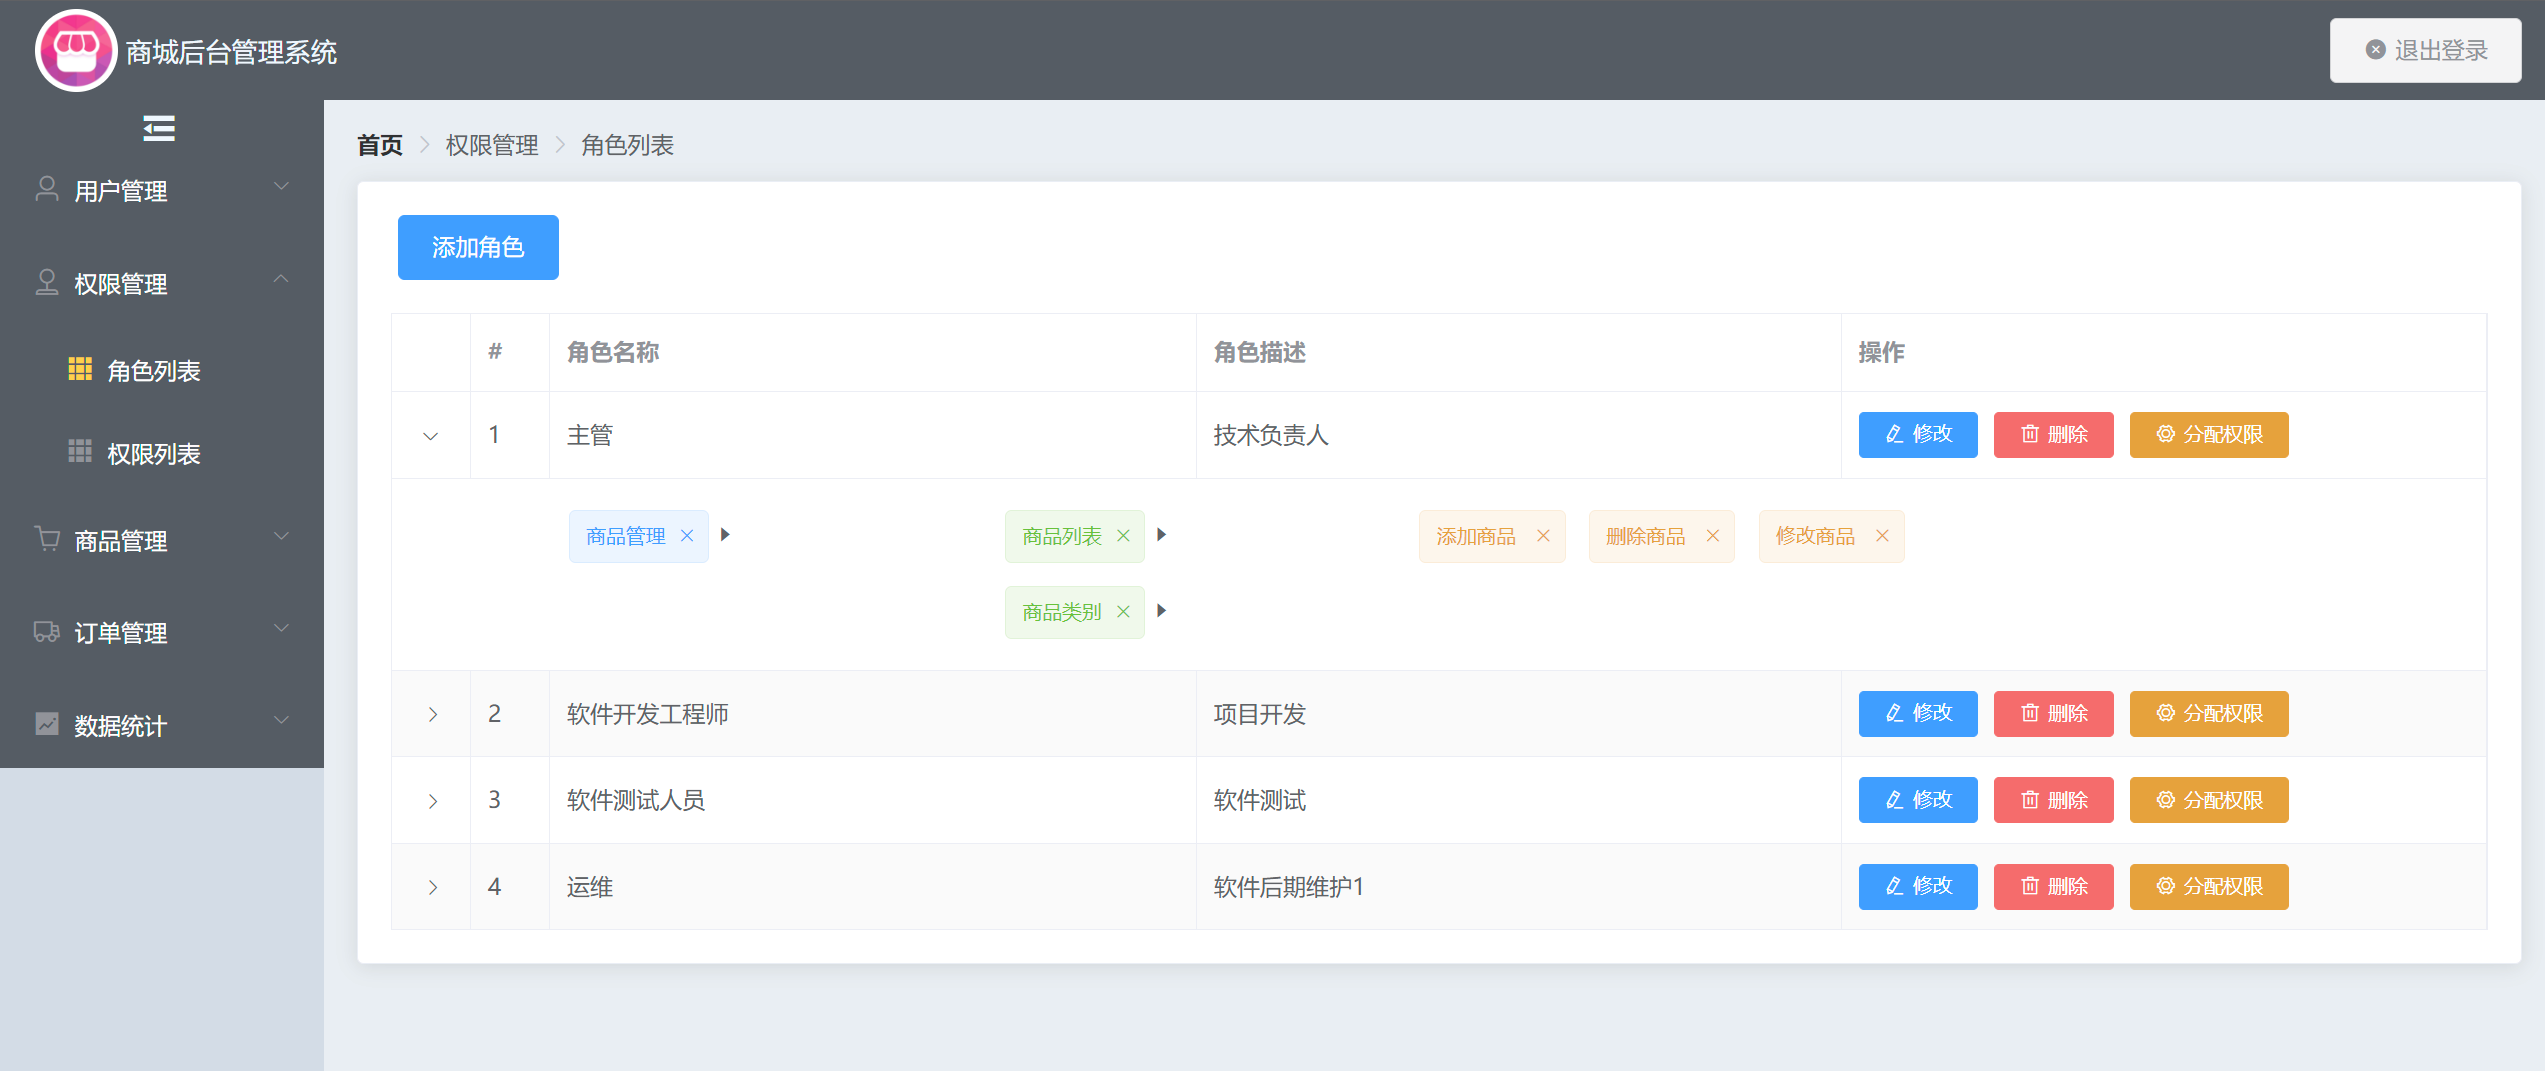 商城后台管理系统
退出登录
用户管理
权限管理
角色列表
权限列表
商品管理
订单管理
数据统计
首页 权限管理 角色列表
添加角色
# 角色名称 角色描述 操作
1 主管 技术负责人 修改 删除 分配权限
商品管理 商品列表 添加商品 删除商品 修改商品
商品类别
2 软件开发工程师 项目开发 修改 删除 分配权限
3 软件测试人员 软件测试 修改 删除 分配权限
4 运维 软件后期维护1 修改 删除 分配权限